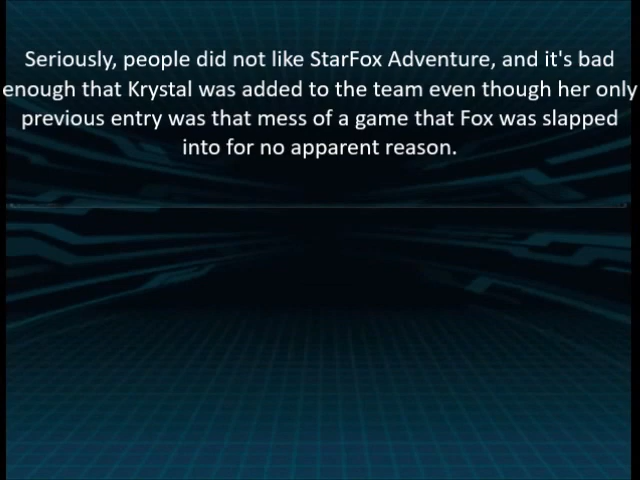 Seriously, people did not like StarFox Adventure, and it's bad
enough that Krystal was added to the team even though her only
previous entry was that mess of a game that Fox was slapped
into for no apparent reason.